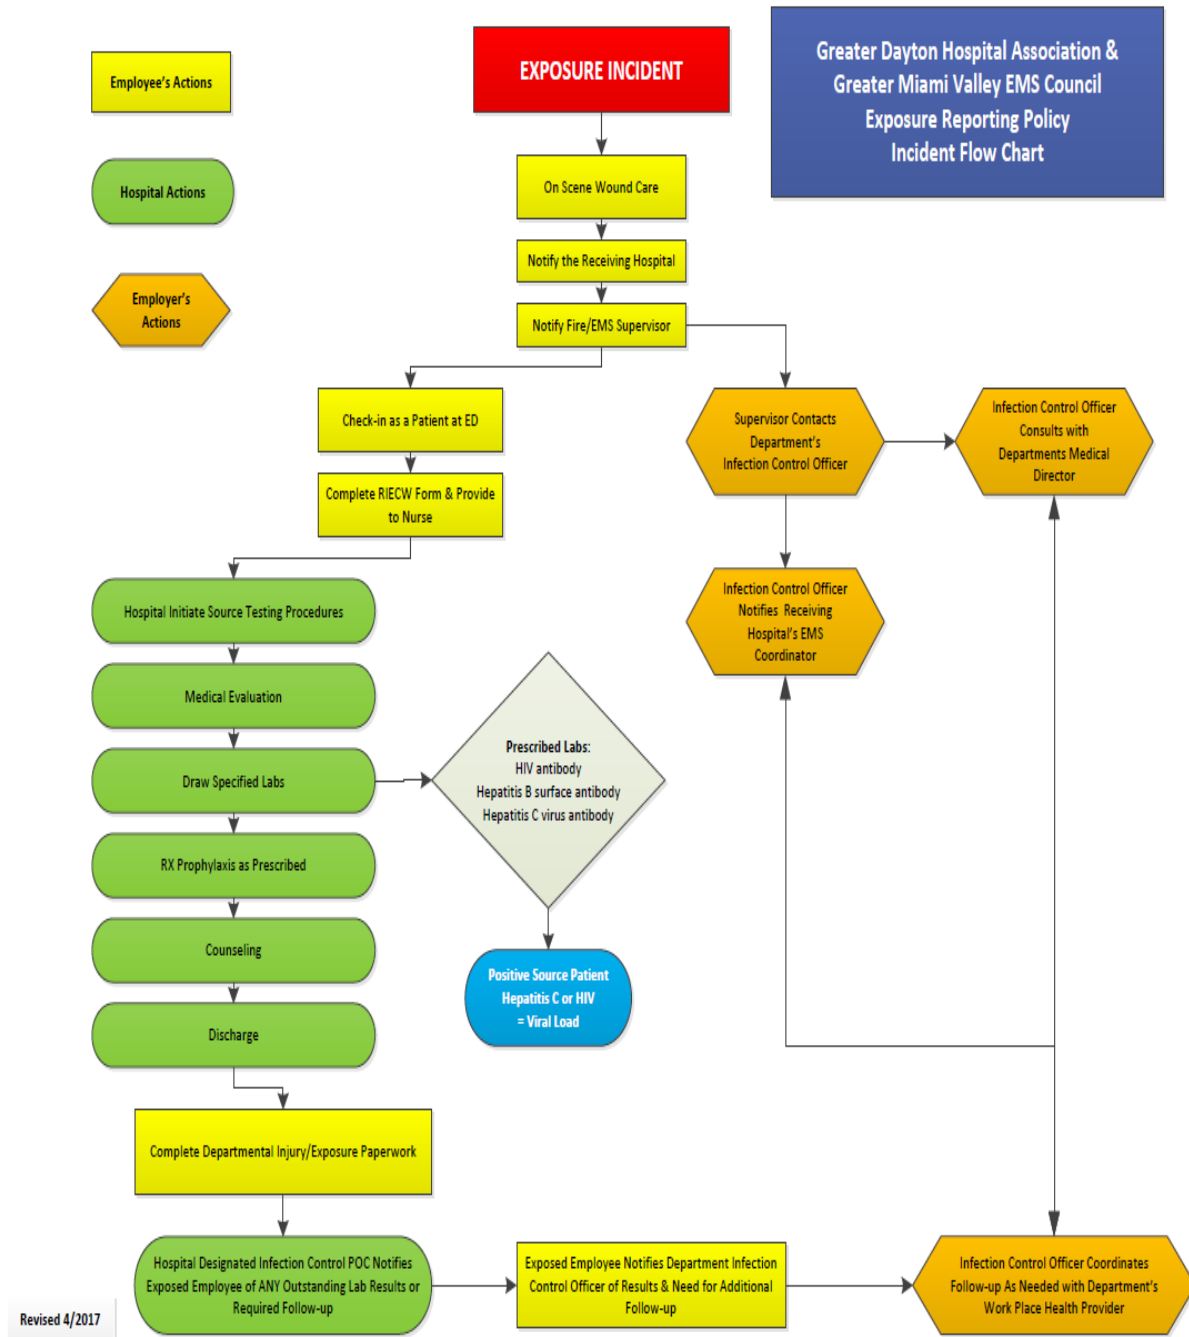 Employee's Actions
Hospital Actions
Employer's
Actions
EXPOSURE INCIDENT
Greater Dayton Hospital Association &
Greater Miami Valley EMS Council
Exposure Reporting Policy
Incident Flow Chart
On Scene Wound Care
Notify the Receiving Hospital
Notify Fire/EMS Supervisor
Check-in as a Patient at ED
Complete RIECW Form & Provide
to Nurse
Supervisor Contacts
Department's
Infection Control Officer
Infection Control Officer
Consults with
Departments Medical
Director
Infection Control Officer
Notifies Receiving
Hospital's EMS
Coordinator
Hospital Initiate Source Testing Procedures
Medical Evaluation
Draw Specified Labs
RX Prophylaxis as Prescribed
Counseling
Discharge
Prescribed Labs:
HIV antibody
Hepatitis B surface antibody
Hepatitis C virus antibody
Positive Source Patient
Hepatitis C or HIV
= Viral Load
Complete Departmental Injury/Exposure Paperwork
Hospital Designated Infection Control POC Notifies
Exposed Employee of ANY Outstanding Lab Results or
Required Follow-up
Exposed Employee Notifies Department Infection
Control Officer of Results & Need for Additional
Follow-up
Infection Control Officer Coordinates
Follow-up As Needed with Department's
Work Place Health Provider
Revised 4/2017